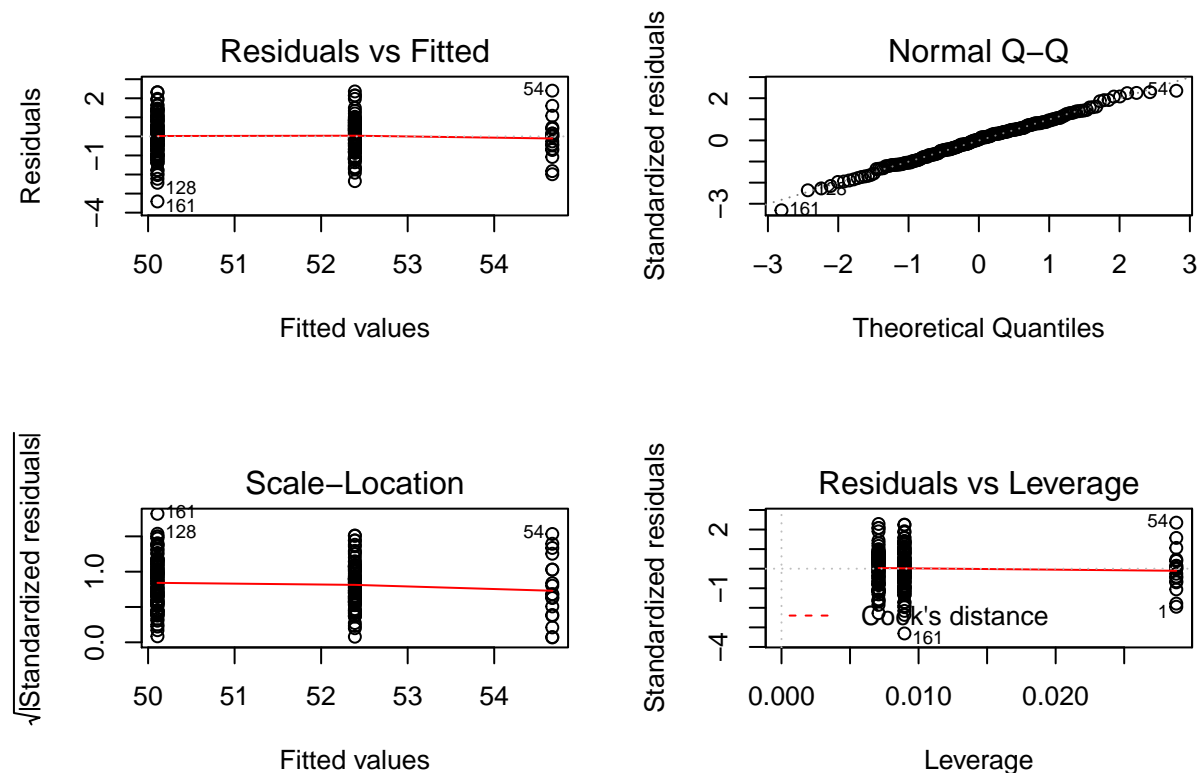 Residuals vs Fitted
Residuals
2
−1
−4
54
128
161
50 51 52 53 54
Fitted values
Normal Q−Q
Standardized residuals
2
0
−3
54
128
161
−3 −2 −1 0 1 2 3
Theoretical Quantiles
Scale−Location
√|Standardized residuals|
1.0
0.0
161
128
54
50 51 52 53 54
Fitted values
Residuals vs Leverage
Standardized residuals
2
−1
−4
54
1
Cook's distance
161
0.000 0.010 0.020
Leverage